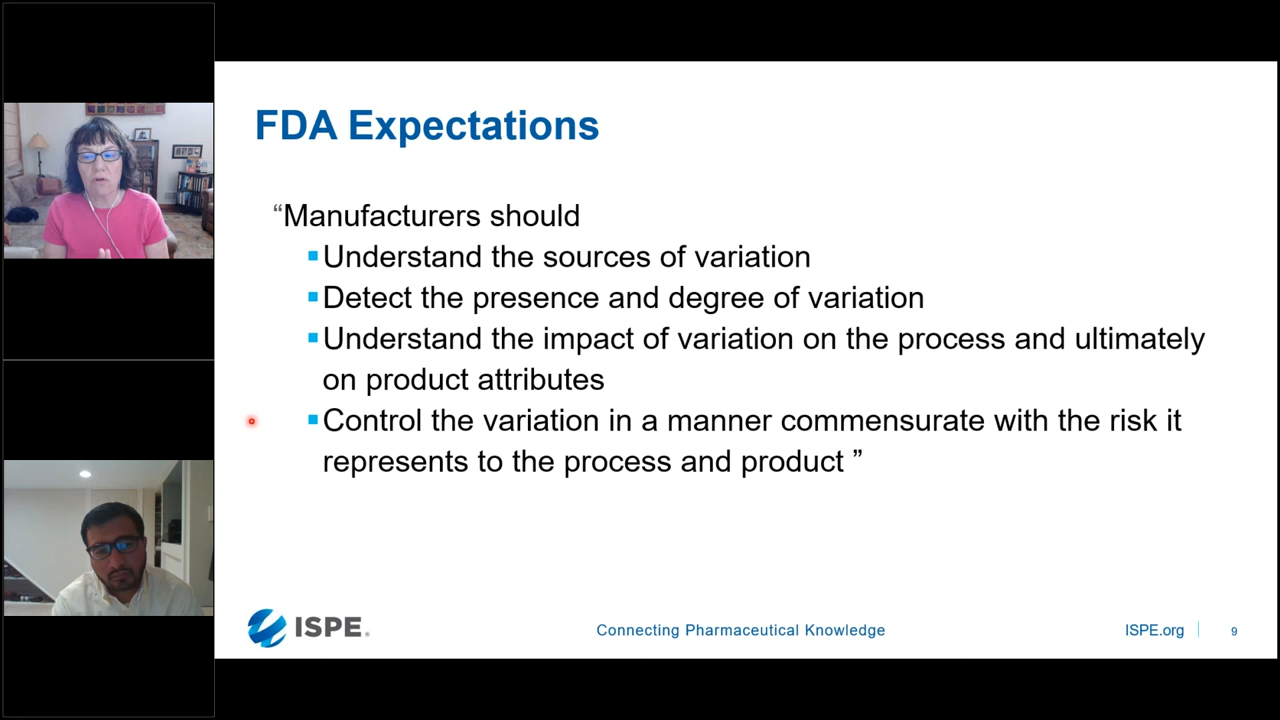 FDA Expectations
“Manufacturers should
▪Understand the sources of variation
▪Detect the presence and degree of variation
▪Understand the impact of variation on the process and ultimately
on product attributes
▪Control the variation in a manner commensurate with the risk it
represents to the process and product ”
ISPE®
Connecting Pharmaceutical Knowledge
ISPE.org
9